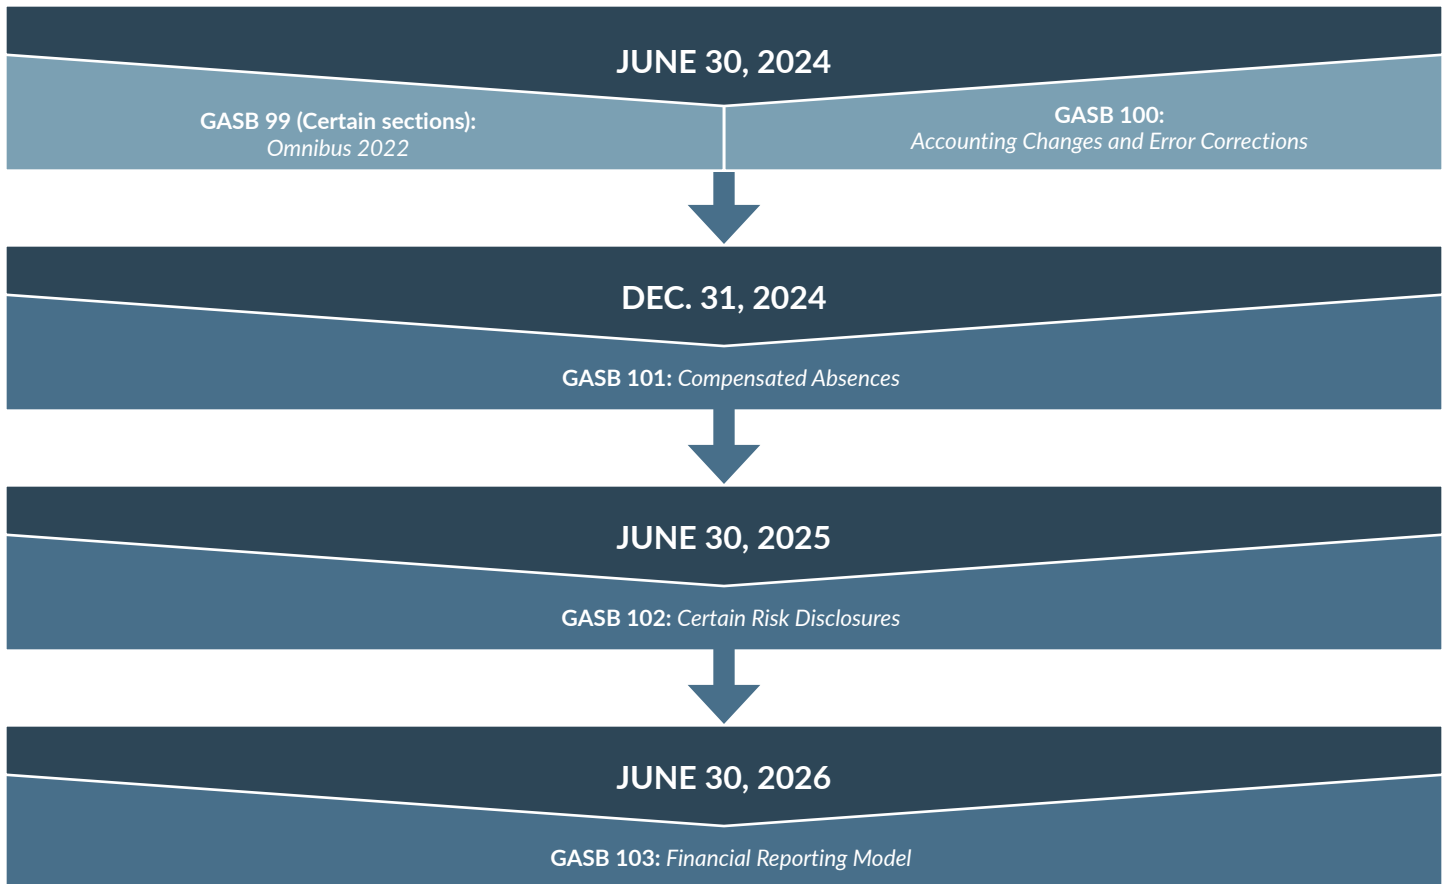 JUNE 30, 2024
GASB 99 (Certain sections):
Omnibus 2022
GASB 100:
Accounting Changes and Error Corrections
DEC. 31, 2024
GASB 101: Compensated Absences
JUNE 30, 2025
GASB 102: Certain Risk Disclosures
JUNE 30, 2026
GASB 103: Financial Reporting Model